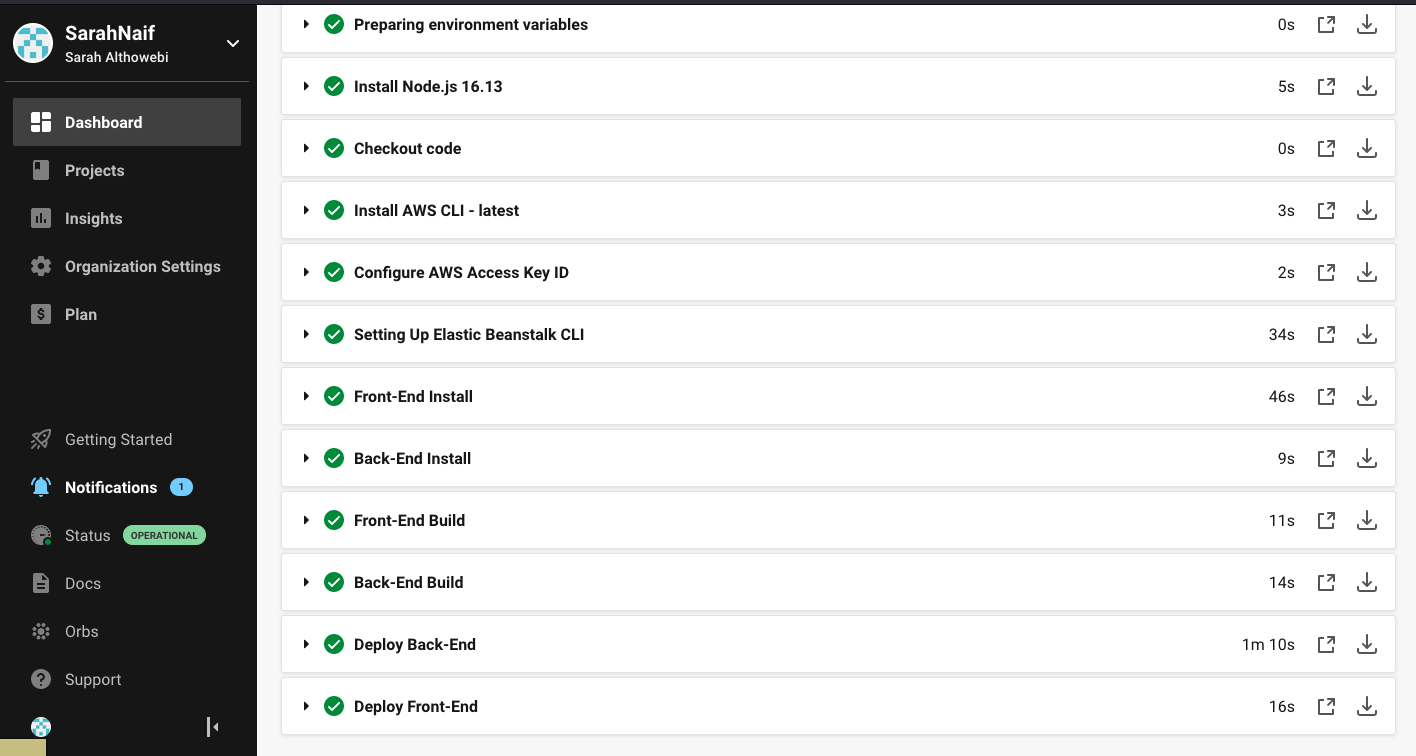 SarahNaif
Sarah Althowebi
Dashboard
Projects
Insights
Organization Settings
Plan
Getting Started
Notifications 1
Status OPERATIONAL
Docs
Orbs
Support
Preparing environment variables 0s
Install Node.js 16.13 5s
Checkout code 0s
Install AWS CLI - latest 3s
Configure AWS Access Key ID 2s
Setting Up Elastic Beanstalk CLI 34s
Front-End Install 46s
Back-End Install 9s
Front-End Build 11s
Back-End Build 14s
Deploy Back-End 1m 10s
Deploy Front-End 16s